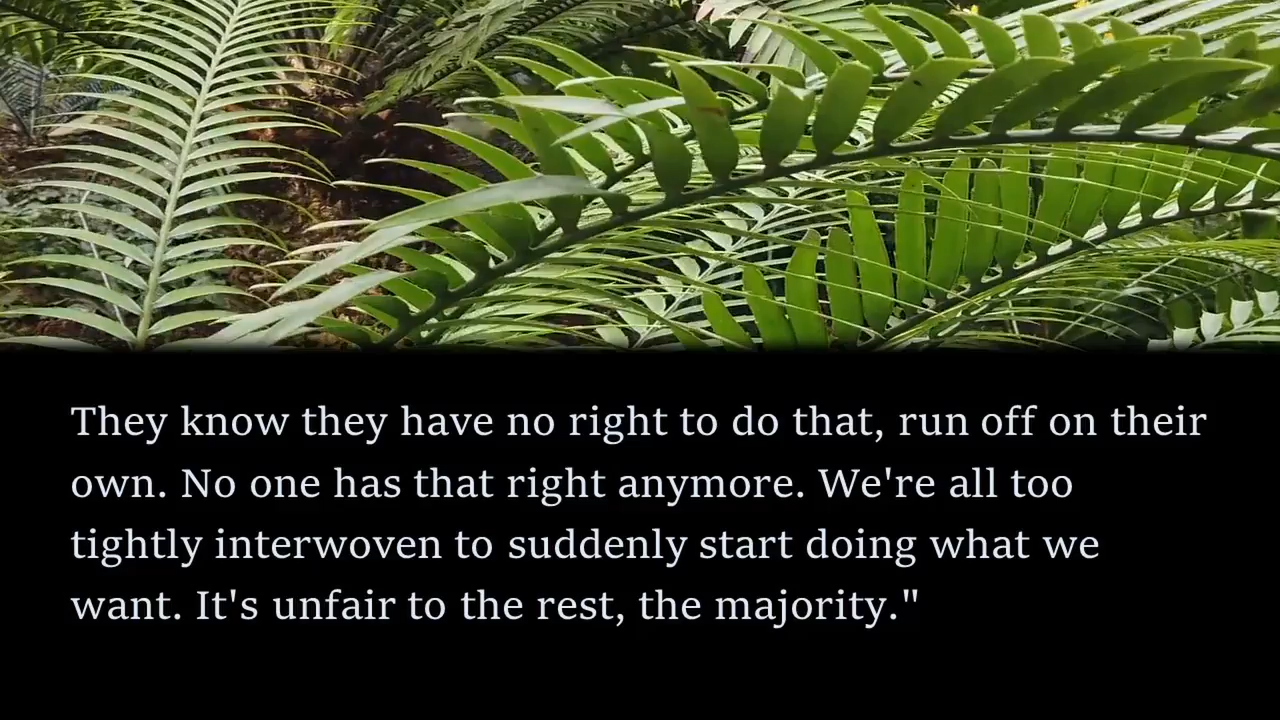 They know they have no right to do that, run off on their
own. No one has that right anymore. We're all too
tightly interwoven to suddenly start doing what we
want. It's unfair to the rest, the majority."